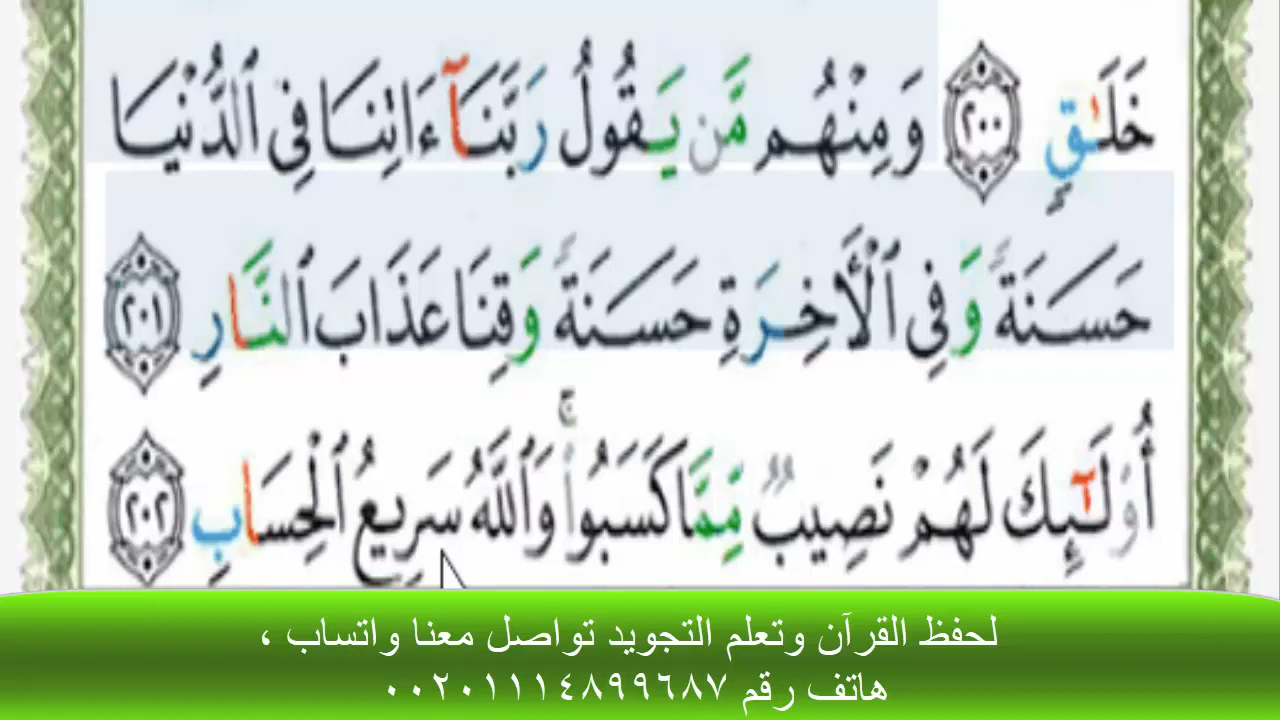 خَلَٰقٍ ٢٠٠ وَمِنْهُم مَّن يَقُولُ رَبَّنَآ ءَاتِنَا فِى ٱلدُّنْيَا
حَسَنَةً وَفِى ٱلْأَخِرَةِ حَسَنَةً وَقِنَا عَذَابَ ٱلنَّارِ ٢٠١
أُو۟لَٰٓئِكَ لَهُمْ نَصِيبٌ مِّمَّا كَسَبُوا۟ ۚ وَٱللَّهُ سَرِيعُ ٱلْحِسَابِ ٢٠٢
لحفظ القرآن وتعلم التجويد تواصل معنا واتساب ،
هاتف رقم ٠٠٢٠١١١٤٨٩٩٦٨٧